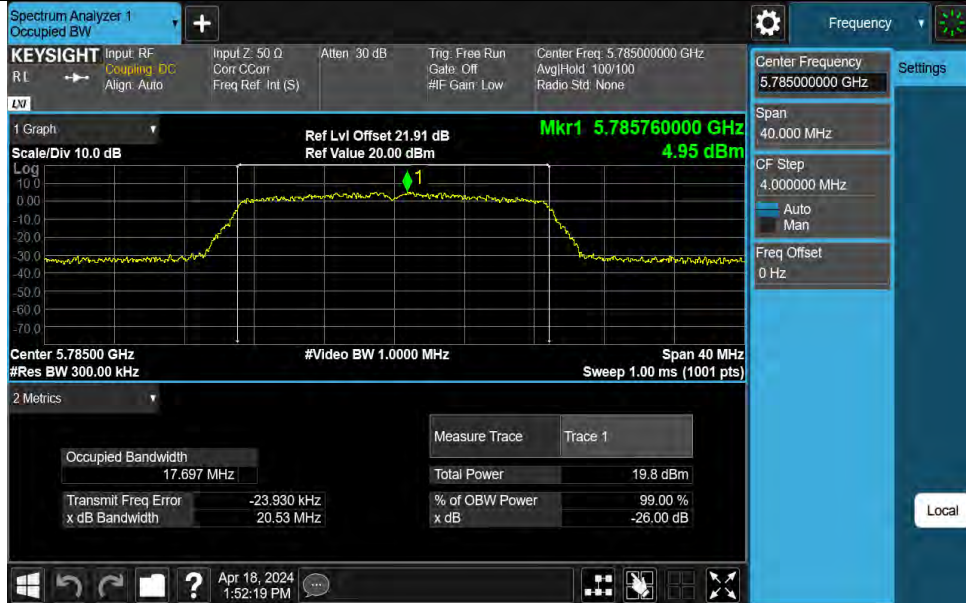 Spectrum Analyzer 1
Occupied BW
Frequency
KEYSIGHT
RL
LXI
Input: RF
Coupling: DC
Align: Auto
Input Z: 50 Ω
Corr CCorr
Freq Ref: Int (S)
Atten: 30 dB
Trig: Free Run
Gate: Off
#IF Gain: Low
Center Freq: 5.785000000 GHz
Avg|Hold: 100/100
Radio Std: None
1 Graph
Scale/Div 10.0 dB
Ref Lvl Offset 21.91 dB
Ref Value 20.00 dBm
Mkr1 5.785760000 GHz
4.95 dBm
Log
10.0
0.00
-10.0
-20.0
-30.0
-40.0
-50.0
-60.0
-70.0
1
Center 5.78500 GHz
#Res BW 300.00 kHz
#Video BW 1.0000 MHz
Span 40 MHz
Sweep 1.00 ms (1001 pts)
2 Metrics
Occupied Bandwidth
17.697 MHz
Transmit Freq Error -23.930 kHz
x dB Bandwidth 20.53 MHz
Measure Trace Trace 1
Total Power 19.8 dBm
% of OBW Power 99.00 %
x dB -26.00 dB
Center Frequency
5.785000000 GHz
Span
40.000 MHz
CF Step
4.000000 MHz
Auto
Man
Freq Offset
0 Hz
Settings
Local
Apr 18, 2024
1:52:19 PM